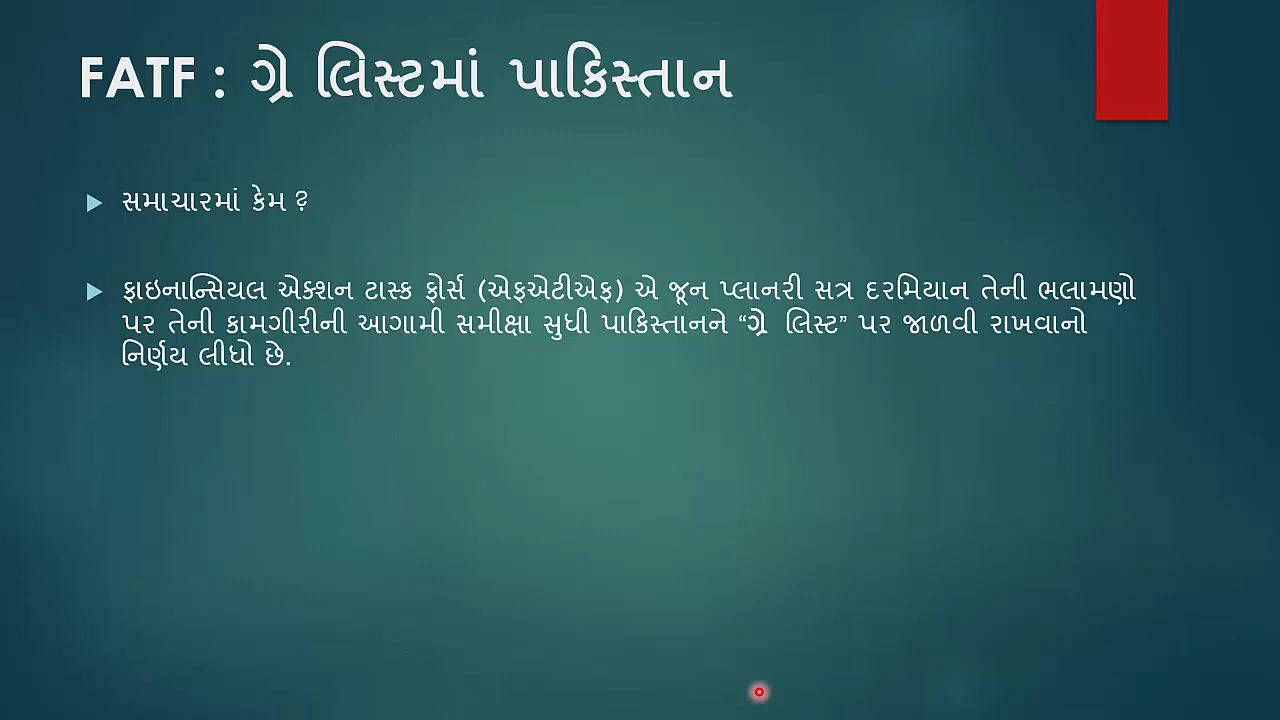 FATF : ગ્રે લિસ્ટમાં પાકિસ્તાન
સમાચારમાં કેમ ?
ફાઇનાન્સિયલ એક્શન ટાસ્ક ફોર્સ (એફએટીએફ) એ જૂન પ્લાનરી સત્ર દરમિયાન તેની ભલામણો
પર તેની કામગીરીની આગામી સમીક્ષા સુધી પાકિસ્તાનને “ગ્રે લિસ્ટ” પર જાળવી રાખવાનો
નિર્ણય લીધો છે.